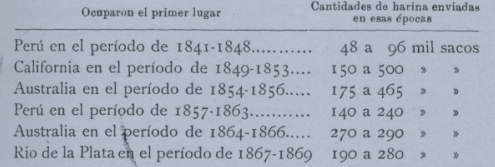 Ocuparon el primer lugar
Cantidades de harina enviadas
en esas épocas
Perú en el período de 1841-1848........... 48 a 96 mil sacos
California en el período de 1849-1853.... 150 a 500 » »
Australia en el período de 1854-1856..... 175 a 465 » »
Perú en el período de 1857-1863........... 140 a 240 » »
Australia en el período de 1864-1866..... 270 a 290 » »
Rio de la Plata en el período de 1867-1869 190 a 280 » »